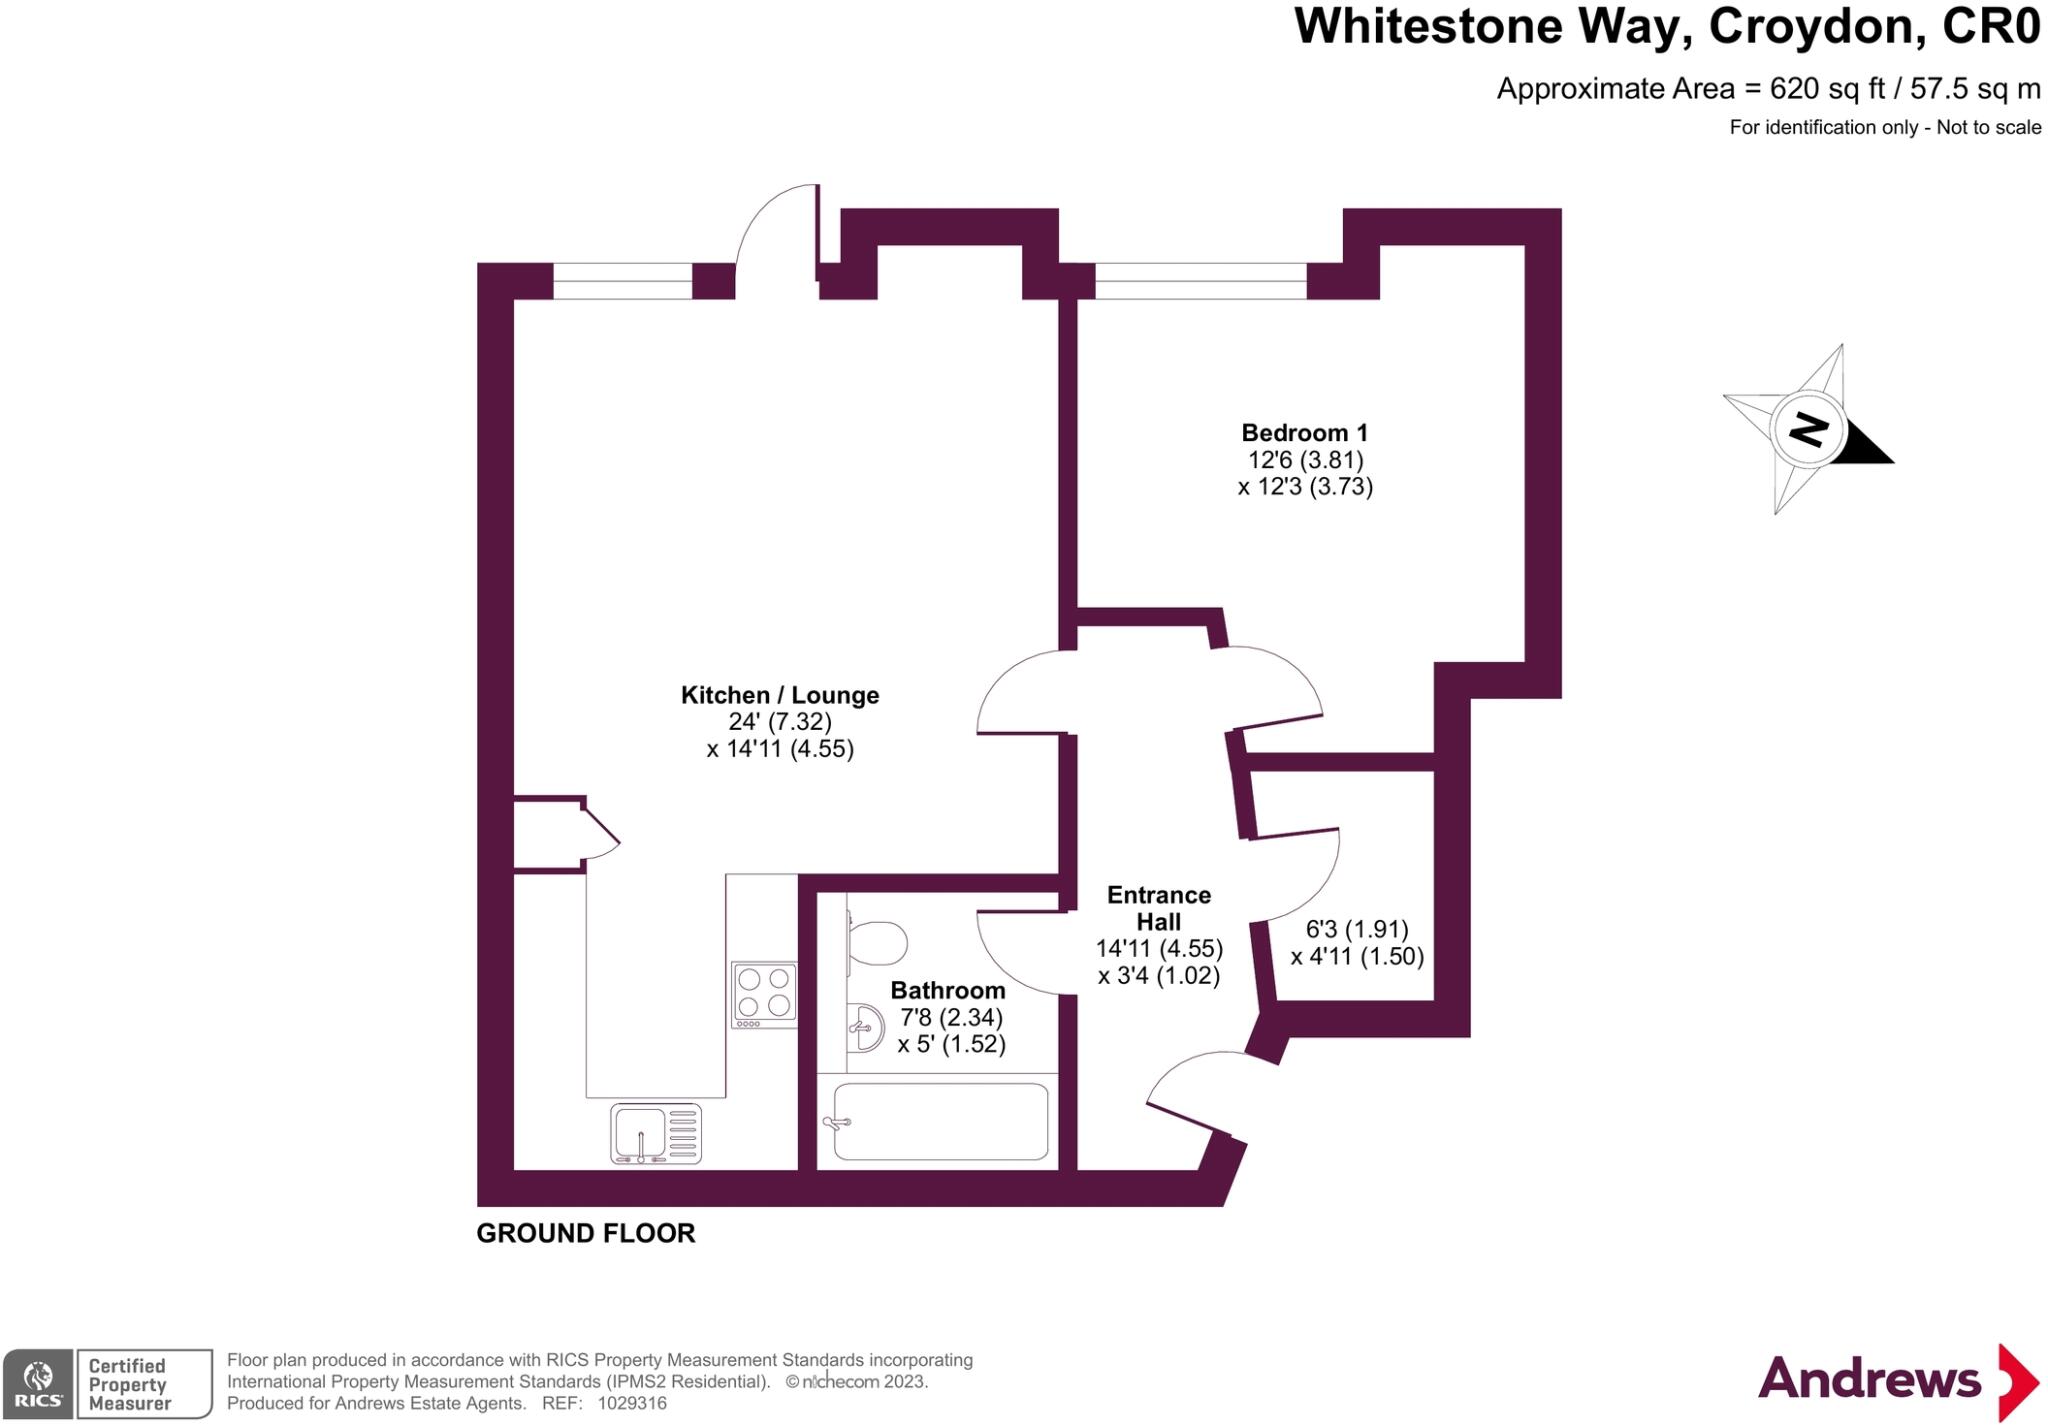 Whitestone Way, Croydon, CR0
Approximate Area = 620 sq ft / 57.5 sq m
For identification only - Not to scale
N
Bedroom 1
12'6 (3.81)
x 12'3 (3.73)
Kitchen / Lounge
24' (7.32)
x 14'11 (4.55)
Entrance
Hall
14'11 (4.55)
x 3'4 (1.02)
6'3 (1.91)
x 4'11 (1.50)
Bathroom
7'8 (2.34)
x 5' (1.52)
GROUND FLOOR
RICS
Certified
Property
Measurer
Floor plan produced in accordance with RICS Property Measurement Standards incorporating
International Property Measurement Standards (IPMS2 Residential). © nichecom 2023.
Produced for Andrews Estate Agents. REF: 1029316
Andrews